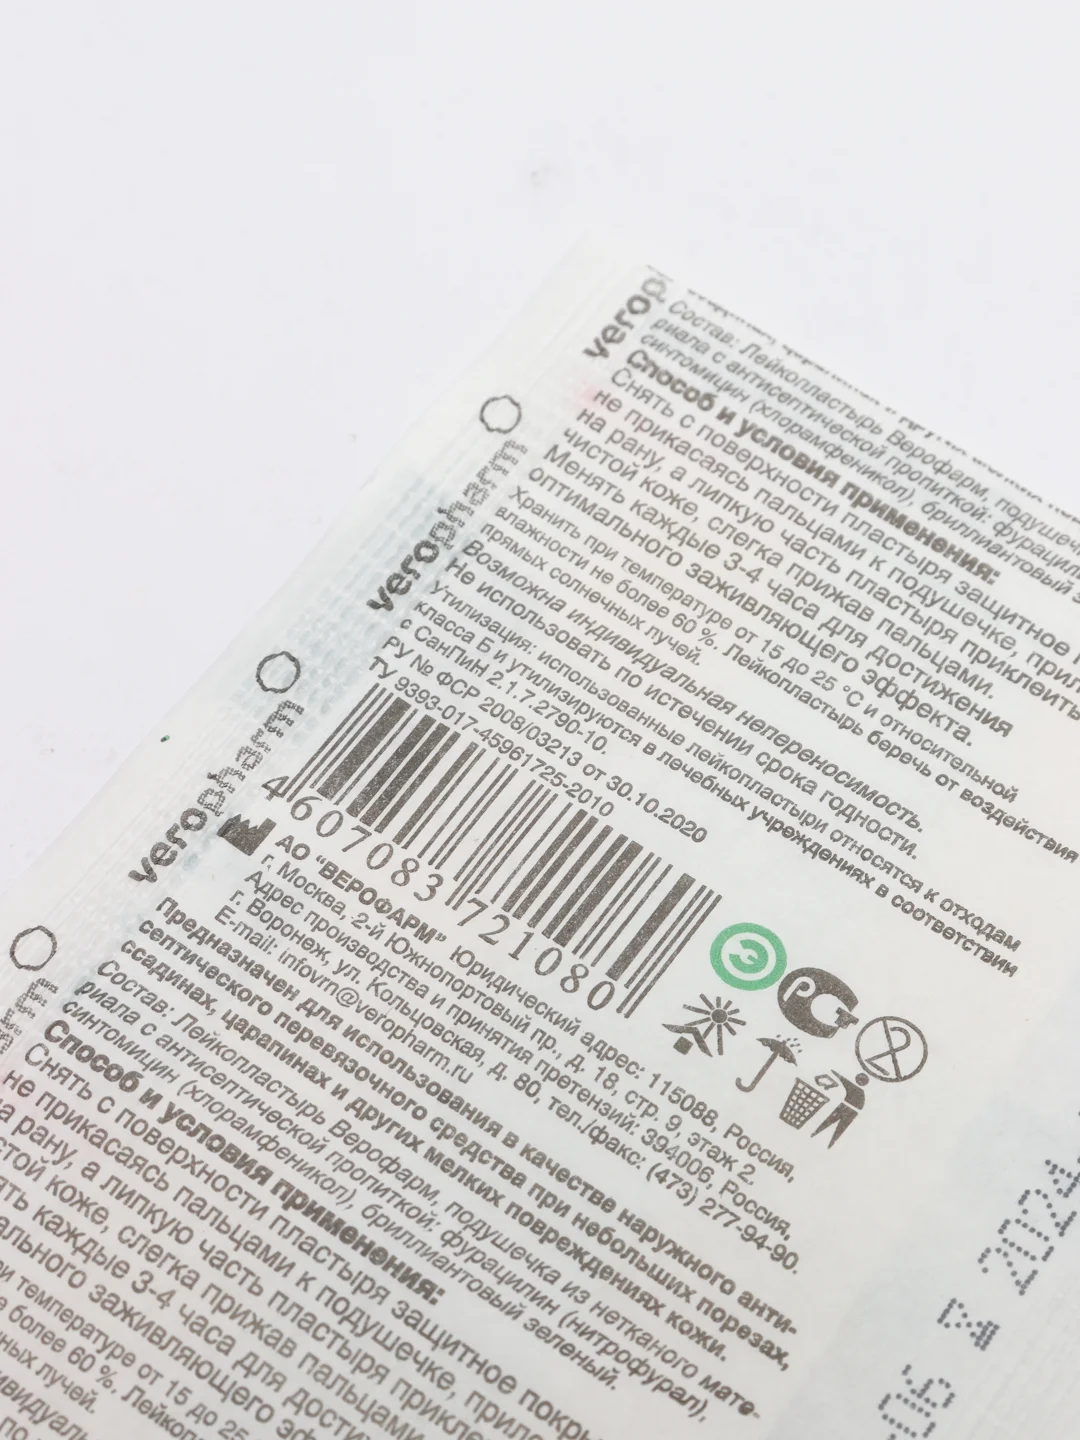 verop
Состав: Лейкопластырь Верофарм, подушечк
риала с антисептической пропиткой: фурацил
синтомицин (хлорамфеникол), бриллиантовый з
Способ и условия применения:
Снять с поверхности пластыря защитное
не прикасаясь пальцами к подушечке, прил
на рану, а липкую часть пластыря приклеить
чистой коже, слегка прижав пальцами.
Менять каждые 3-4 часа для достижения
оптимального заживляющего эффекта.
Хранить при температуре от 15 до 25 °C и относительной
влажности не более 60 %. Лейкопластырь беречь от воздействия
прямых солнечных лучей.
Возможна индивидуальная непереносимость.
Не использовать по истечении срока годности.
Утилизация: использованные лейкопластыри относятся к отходам
класса Б и утилизируются в лечебных учреждениях в соответствии
с СанПиН 2.1.7.2790-10.
РУ № ФСР 2008/03213 от 30.10.2020
ТУ 9393-017-45961725-2010
veropharm
4 607083 721080
veropharm
АО "ВЕРОФАРМ" Юридический адрес: 115088, Россия,
г. Москва, 2-й Южнопортовый пр., д. 18, стр. 9, этаж 2.
Адрес производства и принятия претензий: 394006, Россия,
г. Воронеж, ул. Кольцовская, д. 80, тел./факс: (473) 277-94-90.
E-mail: infovrn@veropharm.ru
Предназначен для использования в качестве наружного анти-
септического перевязочного средства при небольших порезах,
ссадинах, царапинах и других мелких повреждениях кожи.
Состав: Лейкопластырь Верофарм, подушечка из нетканого мате-
риала с антисептической пропиткой: фурацилин (нитрофурал),
синтомицин (хлорамфеникол), бриллиантовый зеленый.
Способ и условия применения:
Снять с поверхности пластыря защитное покры
не прикасаясь пальцами к подушечке, прило
а рану, а липкую часть пластыря прикле
стой коже, слегка прижав пальцам
ять каждые 3-4 часа для дости
ального заживляющего эф
ри температуре от 15 до 25
а более 60 %. Лейкоп
ных лучей.
ивидуаль
по